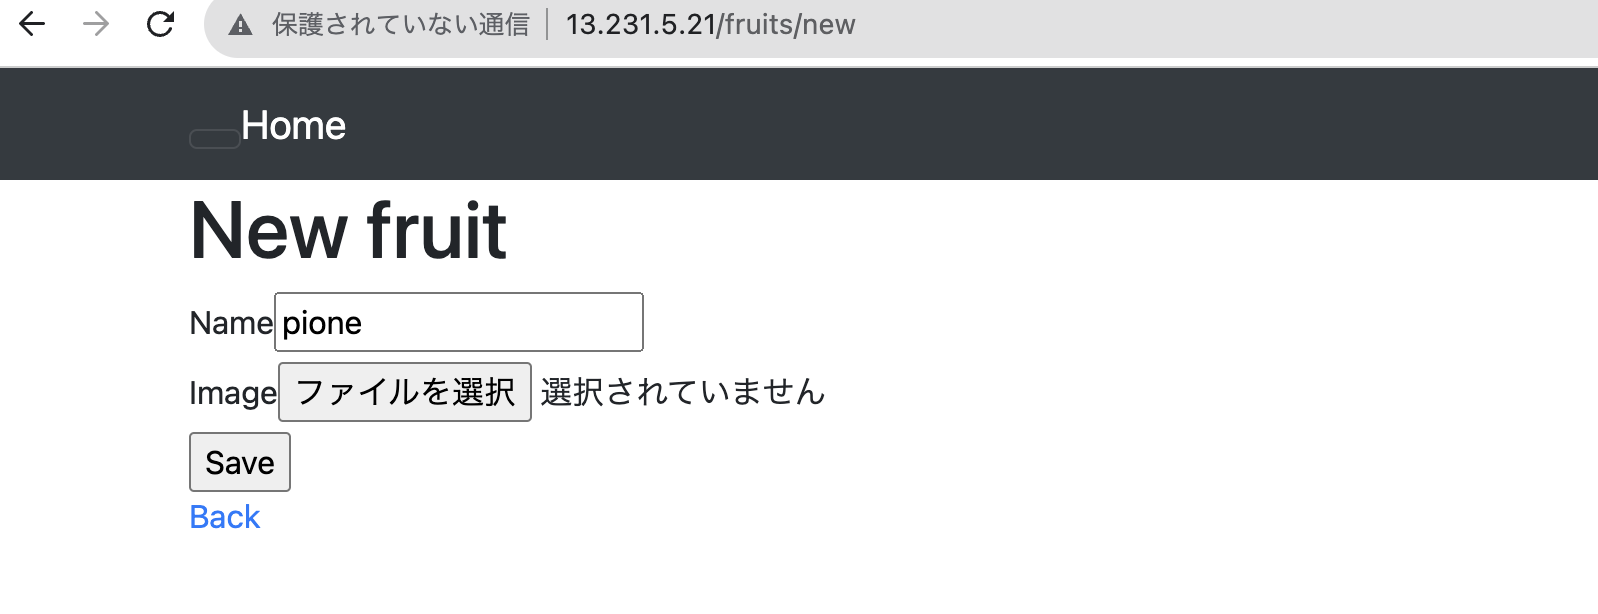 保護されていない通信 13.231.5.21/fruits/new
Home
New fruit
Name pione
Image ファイルを選択 選択されていません
Save
Back